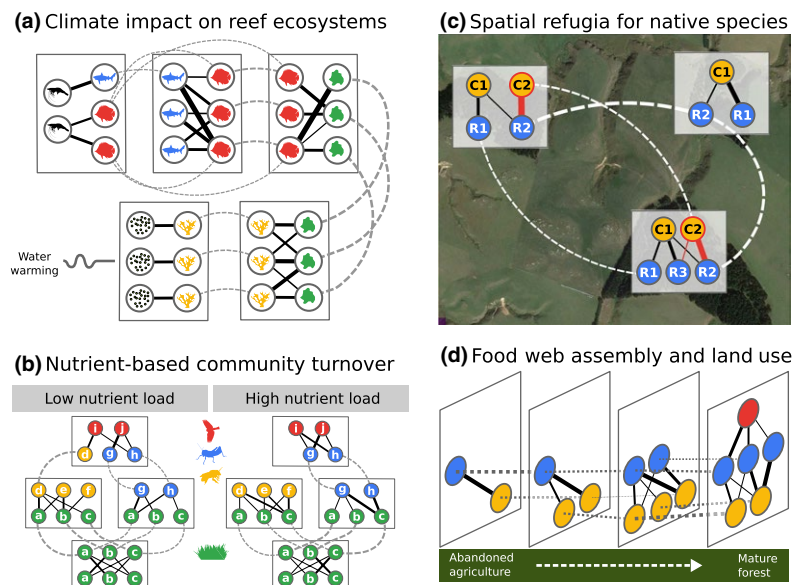 (a) Climate impact on reef ecosystems
Water
warming
(b) Nutrient-based community turnover
Low nutrient load
High nutrient load
i j
d g h
d e f
g h
a b c
a b c
a b c
a b c
i j
g h
d e f
g h
a b c
a b c
a b c
a b c
(c) Spatial refugia for native species
C1 C2
R1 R2
C1
R2 R1
C1 C2
R1 R3 R2
(d) Food web assembly and land use
Abandoned
agriculture
Mature
forest